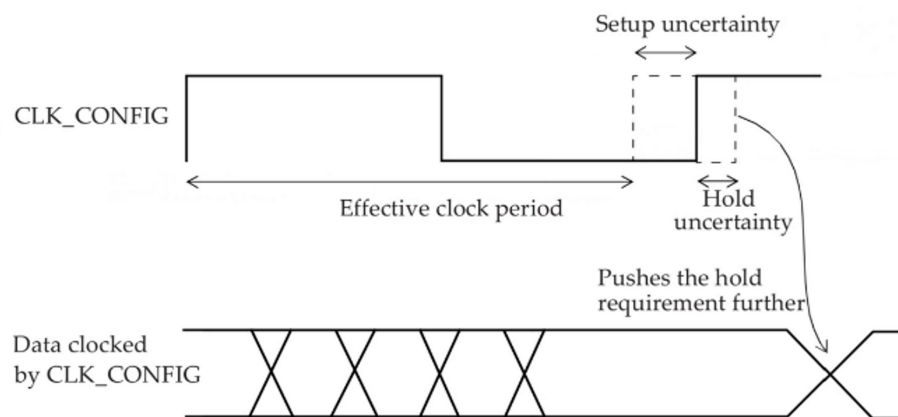 Setup uncertainty
CLK_CONFIG
Effective clock period
Hold
uncertainty
Pushes the hold
requirement further
Data clocked
by CLK_CONFIG